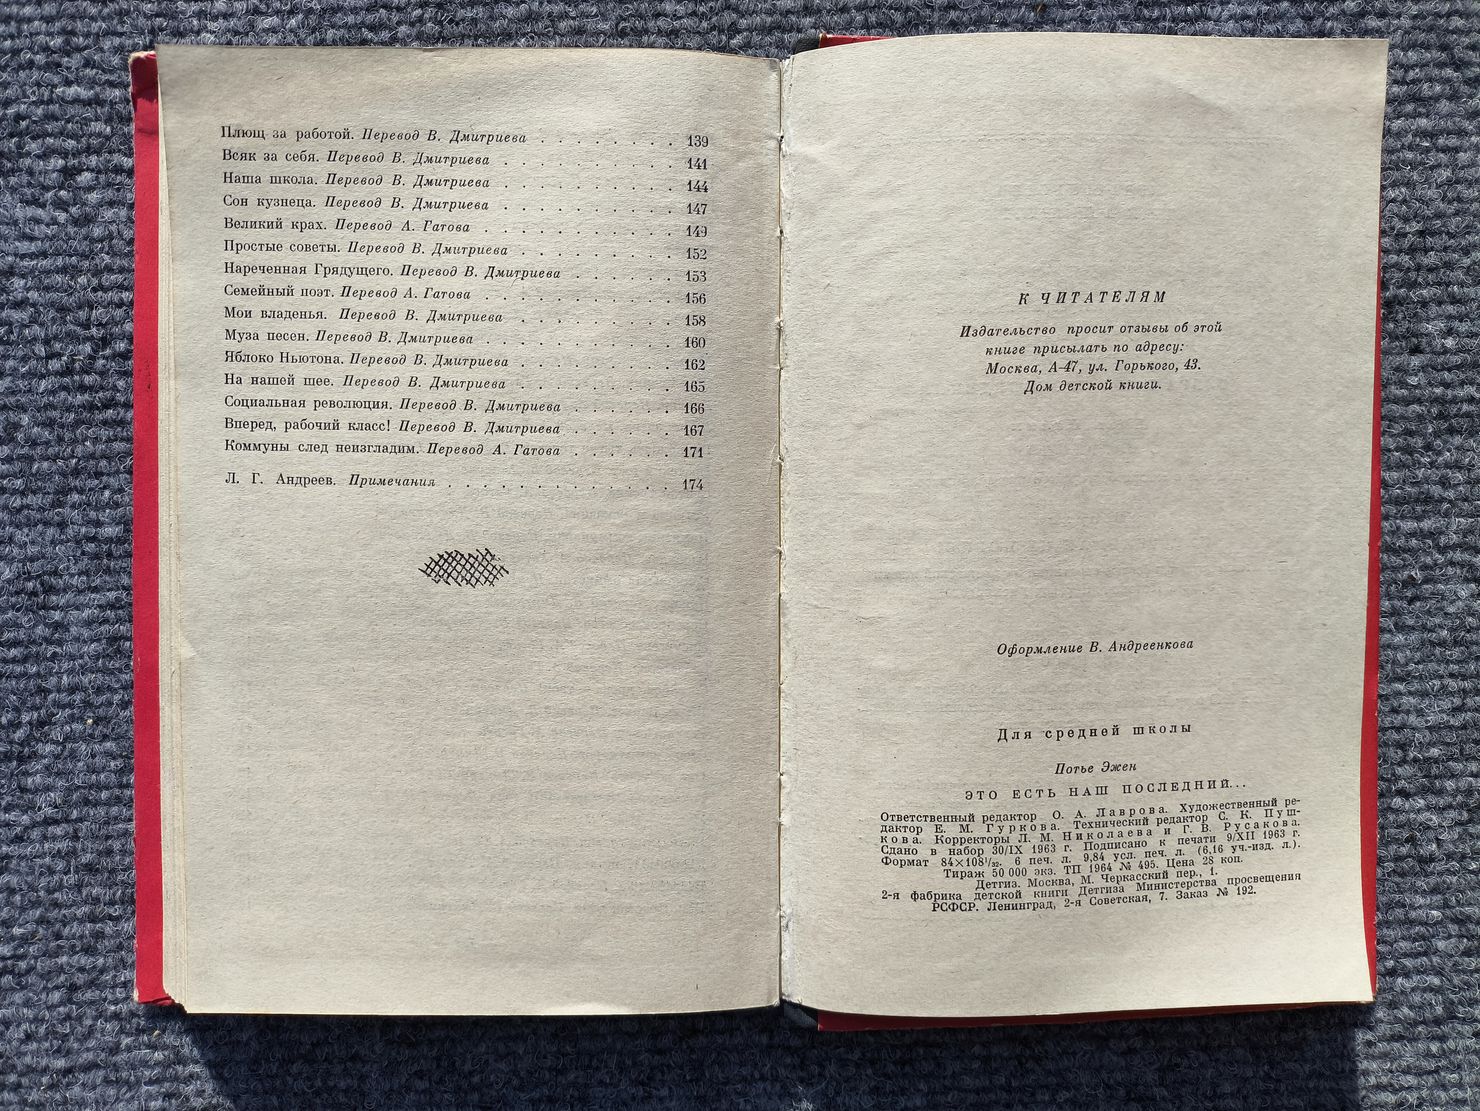 Плющ за работой. Перевод В. Дмитриева . . . . . . . . . 139
Всяк за себя. Перевод В. Дмитриева . . . . . . . . . . . 141
Наша школа. Перевод В. Дмитриева . . . . . . . . . . . 144
Сон кузнеца. Перевод В. Дмитриева . . . . . . . . . . . 147
Великий крах. Перевод А. Гатова . . . . . . . . . . . . 149
Простые советы. Перевод В. Дмитриева . . . . . . . . . . 152
Нареченная Грядущего. Перевод В. Дмитриева . . . . . . 153
Семейный поэт. Перевод А. Гатова . . . . . . . . . . . . 156
Мои владенья. Перевод В. Дмитриева . . . . . . . . . . 158
Муза песен. Перевод В. Дмитриева . . . . . . . . . . . . 160
Яблоко Ньютона. Перевод В. Дмитриева . . . . . . . . . . 162
На нашей шее. Перевод В. Дмитриева . . . . . . . . . . 165
Социальная революция. Перевод В. Дмитриева . . . . . . 166
Вперед, рабочий класс! Перевод В. Дмитриева . . . . . . 167
Коммуны след неизгладим. Перевод А. Гатова . . . . . . 171
Л. Г. Андреев. Примечания . . . . . . . . . . . . . . 174
К ЧИТАТЕЛЯМ
Издательство просит отзывы об этой
книге присылать по адресу:
Москва, А-47, ул. Горького, 43.
Дом детской книги.
Оформление В. Андреенкова
Для средней школы
Потье Эжен
ЭТО ЕСТЬ НАШ ПОСЛЕДНИЙ...
Ответственный редактор О. А. Лаврова. Художественный ре-
дактор Е. М. Гуркова. Технический редактор С. К. Пуш-
кова. Корректоры Л. М. Николаева и Г. В. Русакова.
Сдано в набор 30/IX 1963 г. Подписано к печати 9/XII 1963 г.
Формат 84×108¹/₃₂. 6 печ. л. 9,84 усл. печ. л. (6,16 уч.-изд. л.).
Тираж 50 000 экз. ТП 1964 № 495. Цена 28 коп.
Детгиз. Москва, М. Черкасский пер., 1.
2-я фабрика детской книги Детгиза Министерства просвещения
РСФСР. Ленинград, 2-я Советская, 7. Заказ № 192.